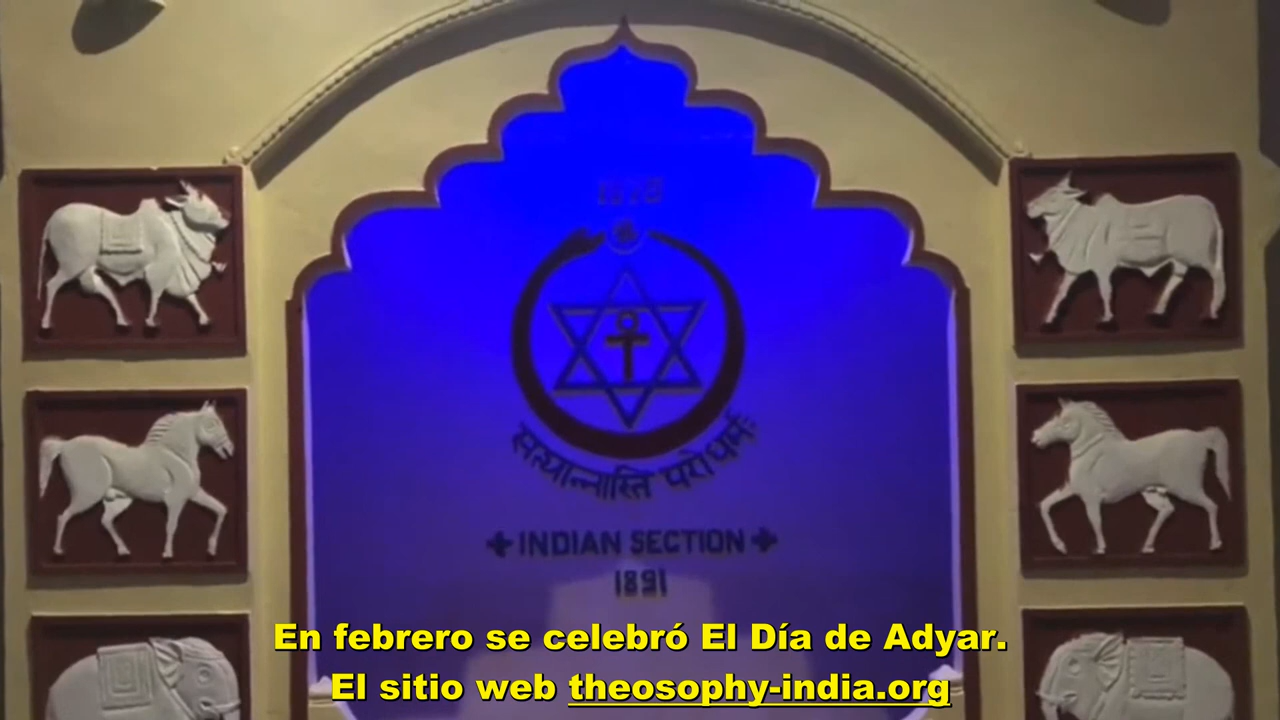 1875
सत्यान्नास्ति परो धर्मः
INDIAN SECTION
1891
En febrero se celebró El Día de Adyar.
El sitio web theosophy-india.org